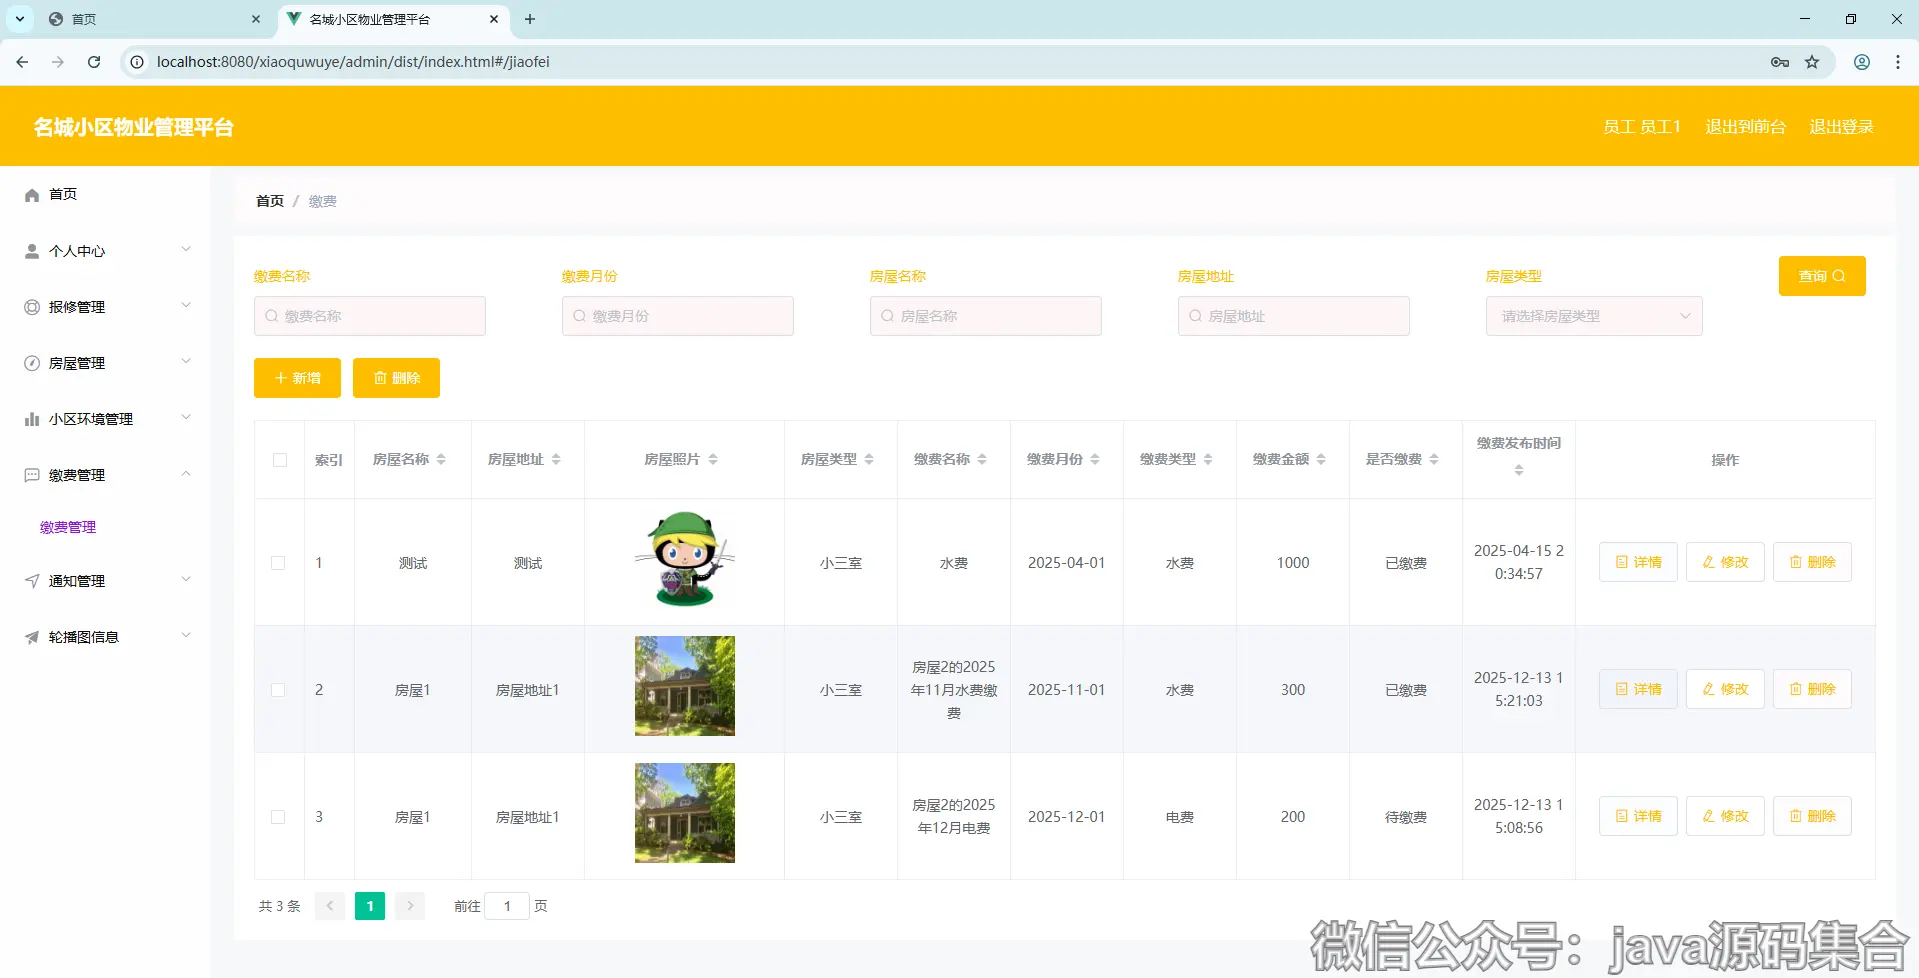 首页
名城小区物业管理平台
localhost:8080/xiaoquwuye/admin/dist/index.html#/jiaofei
名城小区物业管理平台
员工 员工1
退出到前台
退出登录
首页
个人中心
报修管理
房屋管理
小区环境管理
缴费管理
缴费管理
通知管理
轮播图信息
首页 / 缴费
缴费名称
缴费月份
房屋名称
房屋地址
房屋类型
缴费名称
缴费月份
房屋名称
房屋地址
请选择房屋类型
查询
新增
删除
索引 房屋名称 房屋地址 房屋照片 房屋类型 缴费名称 缴费月份 缴费类型 缴费金额 是否缴费 缴费发布时间 操作
1 测试 测试 小三室 水费 2025-04-01 水费 1000 已缴费 2025-04-15 2
0:34:57
详情 修改 删除
2 房屋1 房屋地址1 小三室 房屋2的2025
年11月水费缴
费
2025-11-01 水费 300 已缴费 2025-12-13 1
5:21:03
详情 修改 删除
3 房屋1 房屋地址1 小三室 房屋2的2025
年12月电费
2025-12-01 电费 200 待缴费 2025-12-13 1
5:08:56
详情 修改 删除
共 3 条 1 前往 1 页
微信公众号：java源码集合